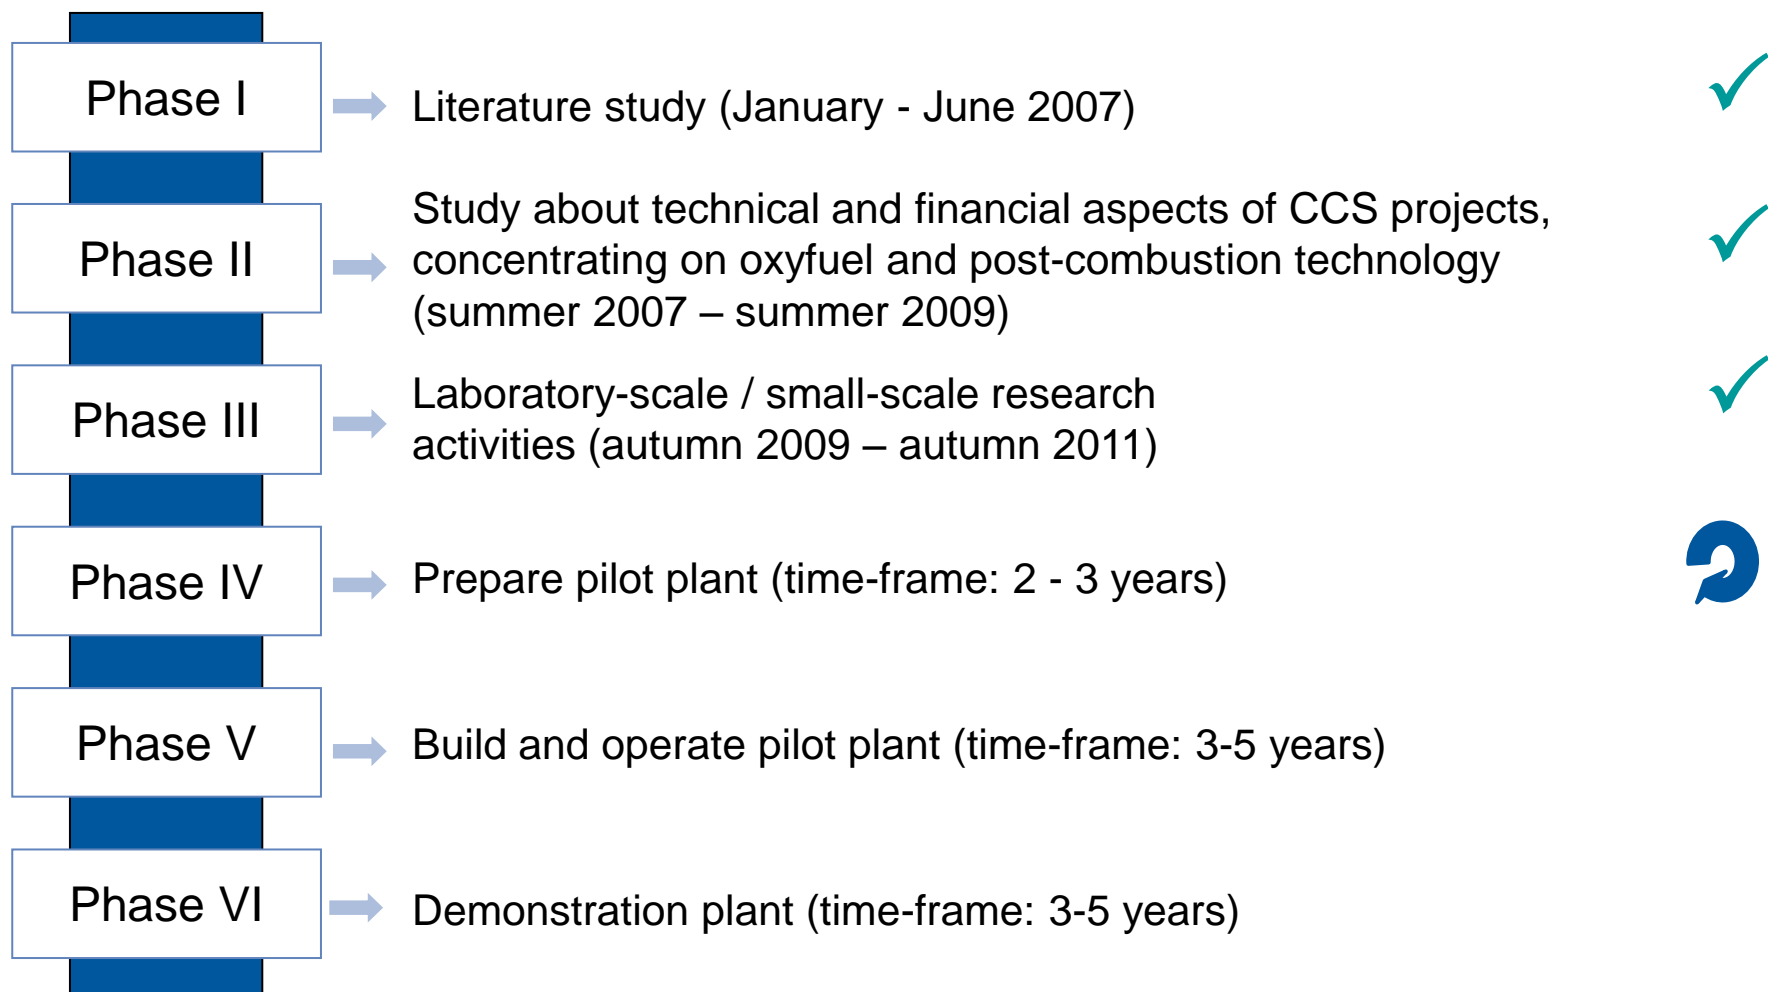 Phase I
Literature study (January - June 2007)
Phase II
Study about technical and financial aspects of CCS projects,
concentrating on oxyfuel and post-combustion technology
(summer 2007 – summer 2009)
Phase III
Laboratory-scale / small-scale research
activities (autumn 2009 – autumn 2011)
Phase IV
Prepare pilot plant (time-frame: 2 - 3 years)
Phase V
Build and operate pilot plant (time-frame: 3-5 years)
Phase VI
Demonstration plant (time-frame: 3-5 years)